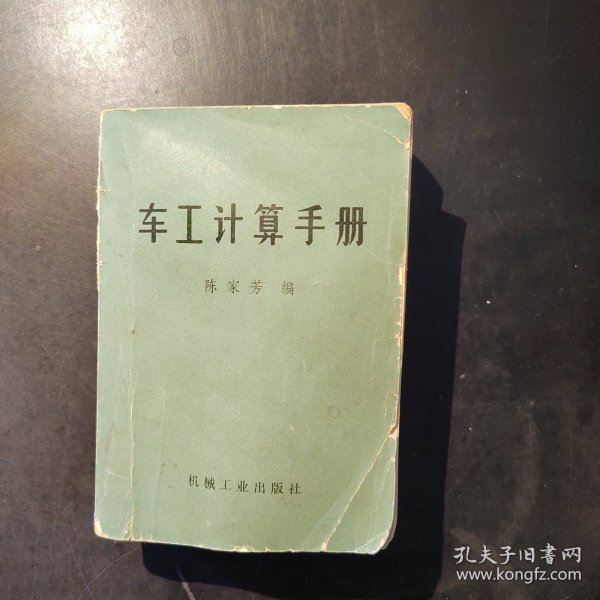 车工计算手册
陈家芳 编
机械工业出版社
孔夫子旧书网
www.kongfz.com